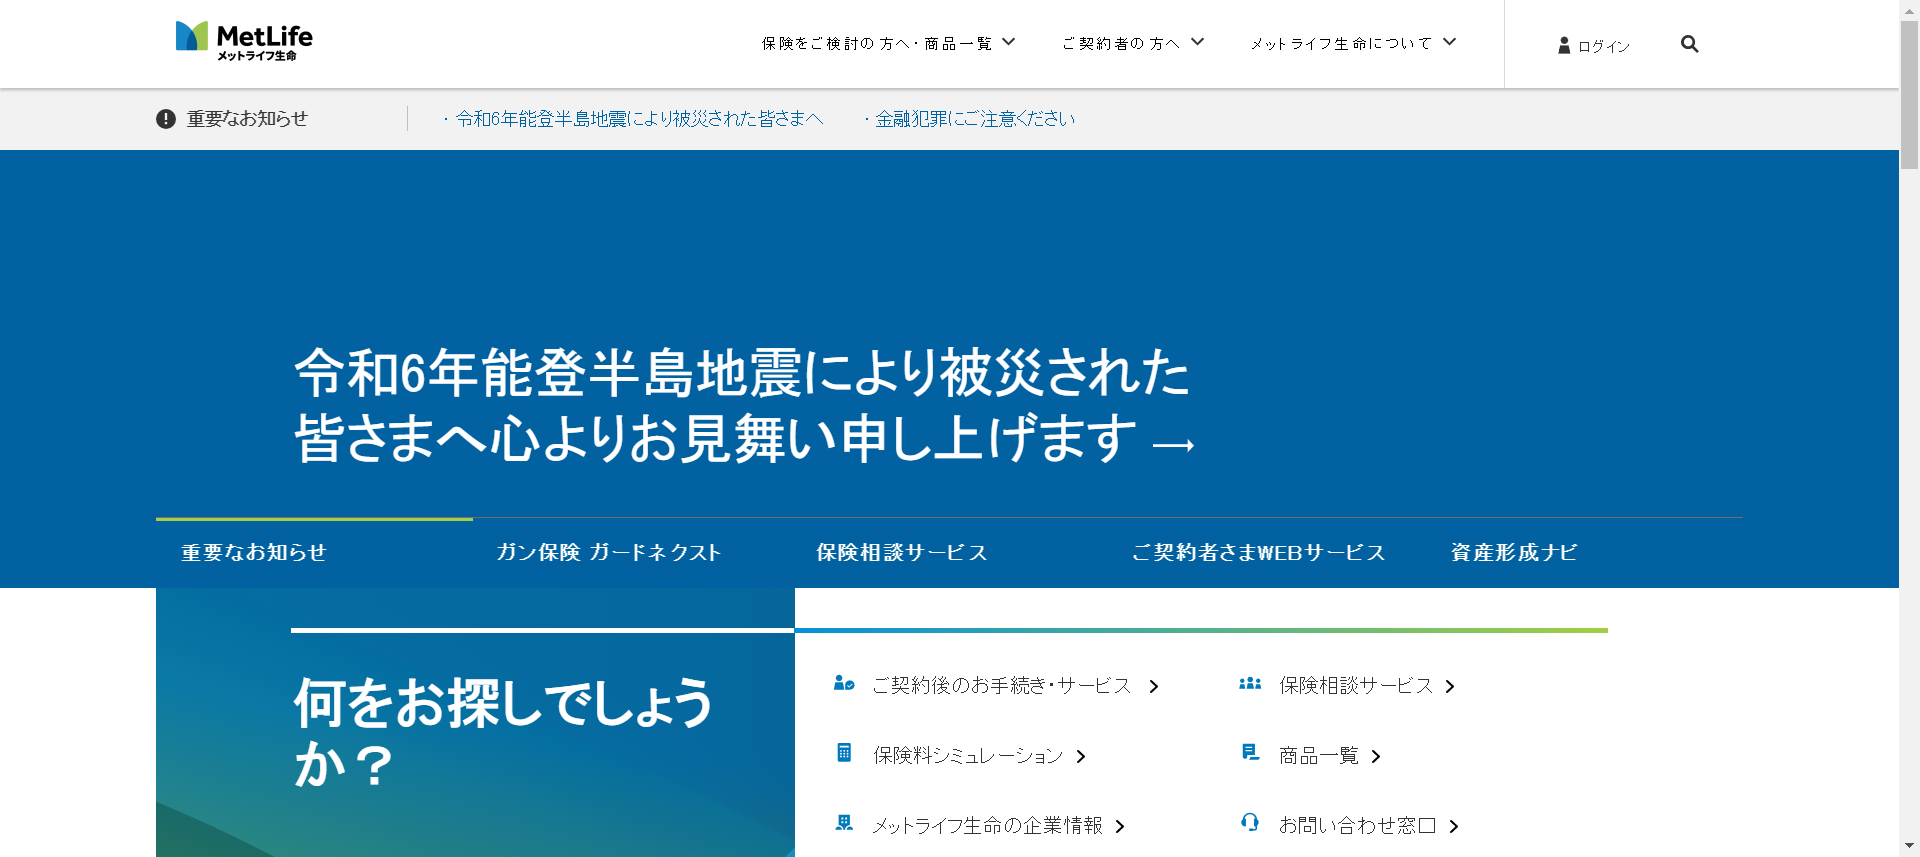 MetLife
メットライフ生命
保険をご検討の方へ・商品一覧
ご契約者の方へ
メットライフ生命について
ログイン
重要なお知らせ
・令和6年能登半島地震により被災された皆さまへ
・金融犯罪にご注意ください
令和6年能登半島地震により被災された
皆さまへ心よりお見舞い申し上げます →
重要なお知らせ
ガン保険 ガードネクスト
保険相談サービス
ご契約者さまWEBサービス
資産形成ナビ
何をお探しでしょう
か？
ご契約後のお手続き・サービス
保険相談サービス
保険料シミュレーション
商品一覧
メットライフ生命の企業情報
お問い合わせ窓口